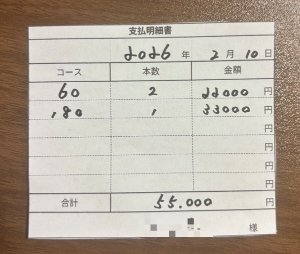 支払明細書
2026 年 2 月 10 日
コース 本数 金額
60 2 22000 円
180 1 33000 円
円
円
円
円
合計 55.000 円
様